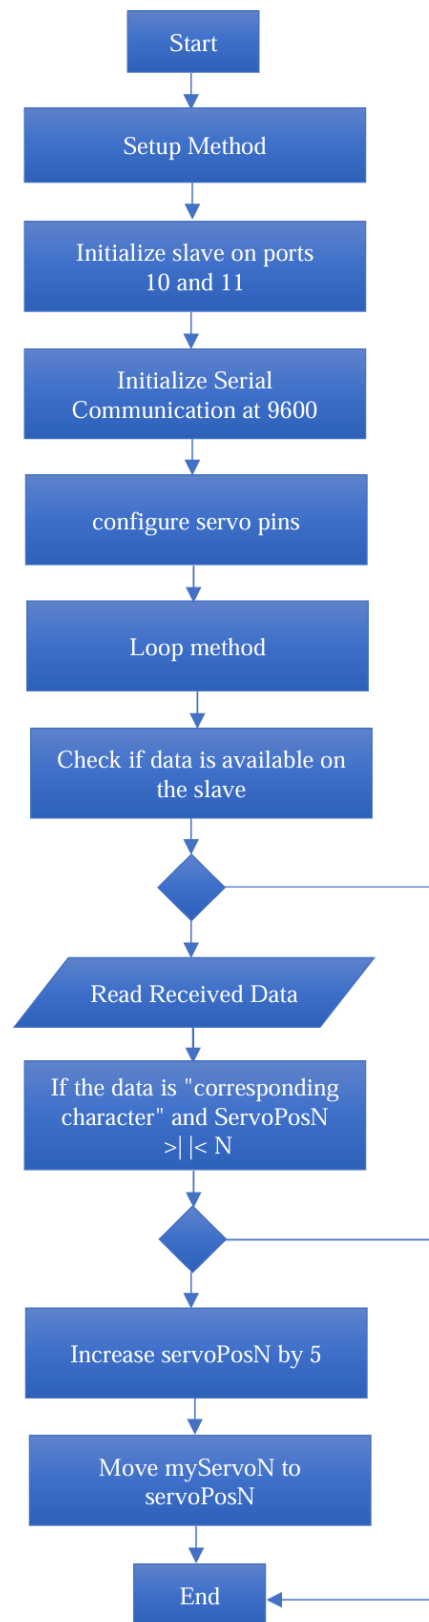 Start
Setup Method
Initialize slave on ports
10 and 11
Initialize Serial
Communication at 9600
configure servo pins
Loop method
Check if data is available on
the slave
Read Received Data
If the data is "corresponding
character" and ServoPosN
>| |< N
Increase servoPosN by 5
Move myServoN to
servoPosN
End